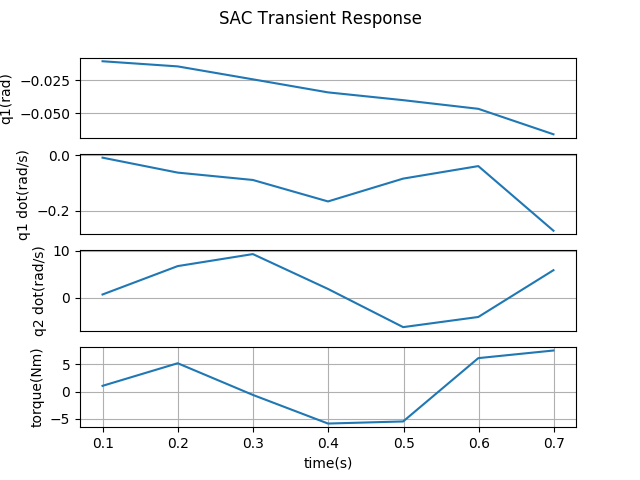 SAC Transient Response
q1(rad)
−0.025
−0.050
q1 dot(rad/s)
0.0
−0.2
q2 dot(rad/s)
10
0
torque(Nm)
5
0
−5
0.1 0.2 0.3 0.4 0.5 0.6 0.7
time(s)